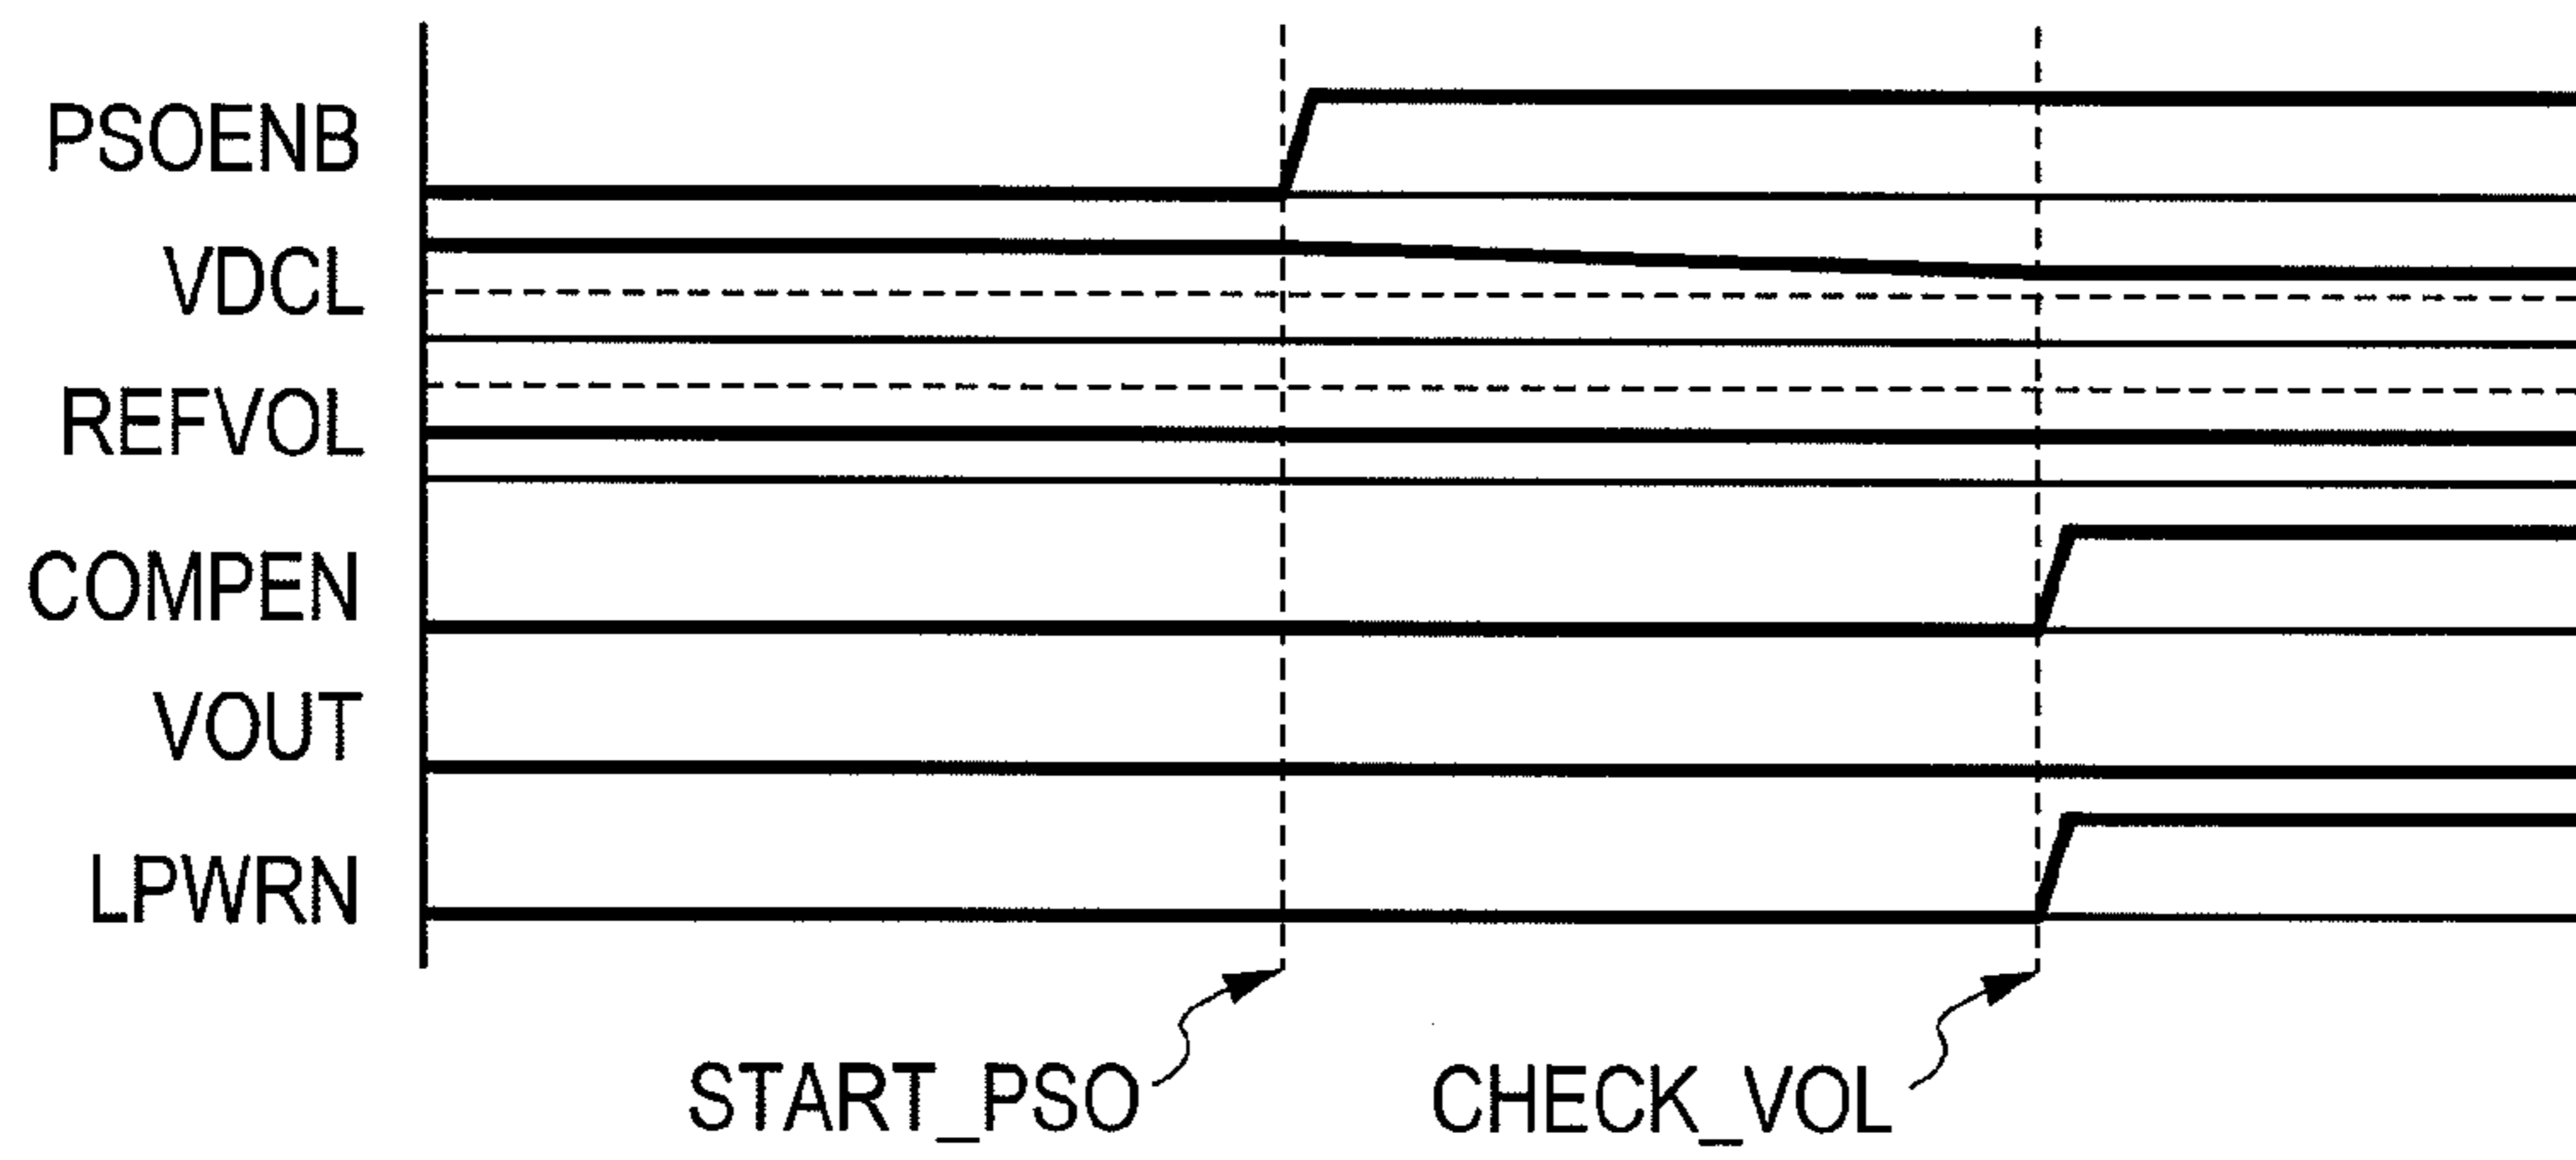 PSOENB
VDCL
REFVOL
COMPEN
VOUT
LPWRN
START_PSO
CHECK_VOL